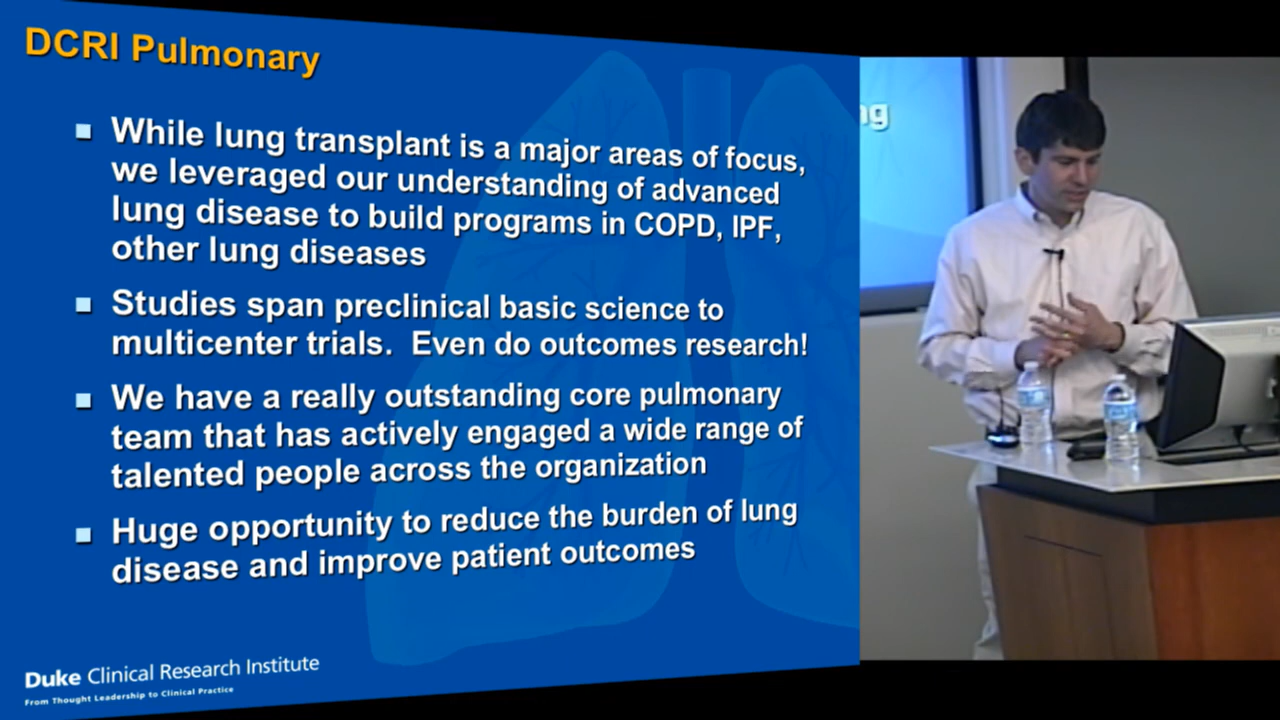 DCRI Pulmonary
While lung transplant is a major areas of focus,
we leveraged our understanding of advanced
lung disease to build programs in COPD, IPF,
other lung diseases
Studies span preclinical basic science to
multicenter trials. Even do outcomes research!
We have a really outstanding core pulmonary
team that has actively engaged a wide range of
talented people across the organization
Huge opportunity to reduce the burden of lung
disease and improve patient outcomes
Duke Clinical Research Institute
From Thought Leadership to Clinical Practice
ng